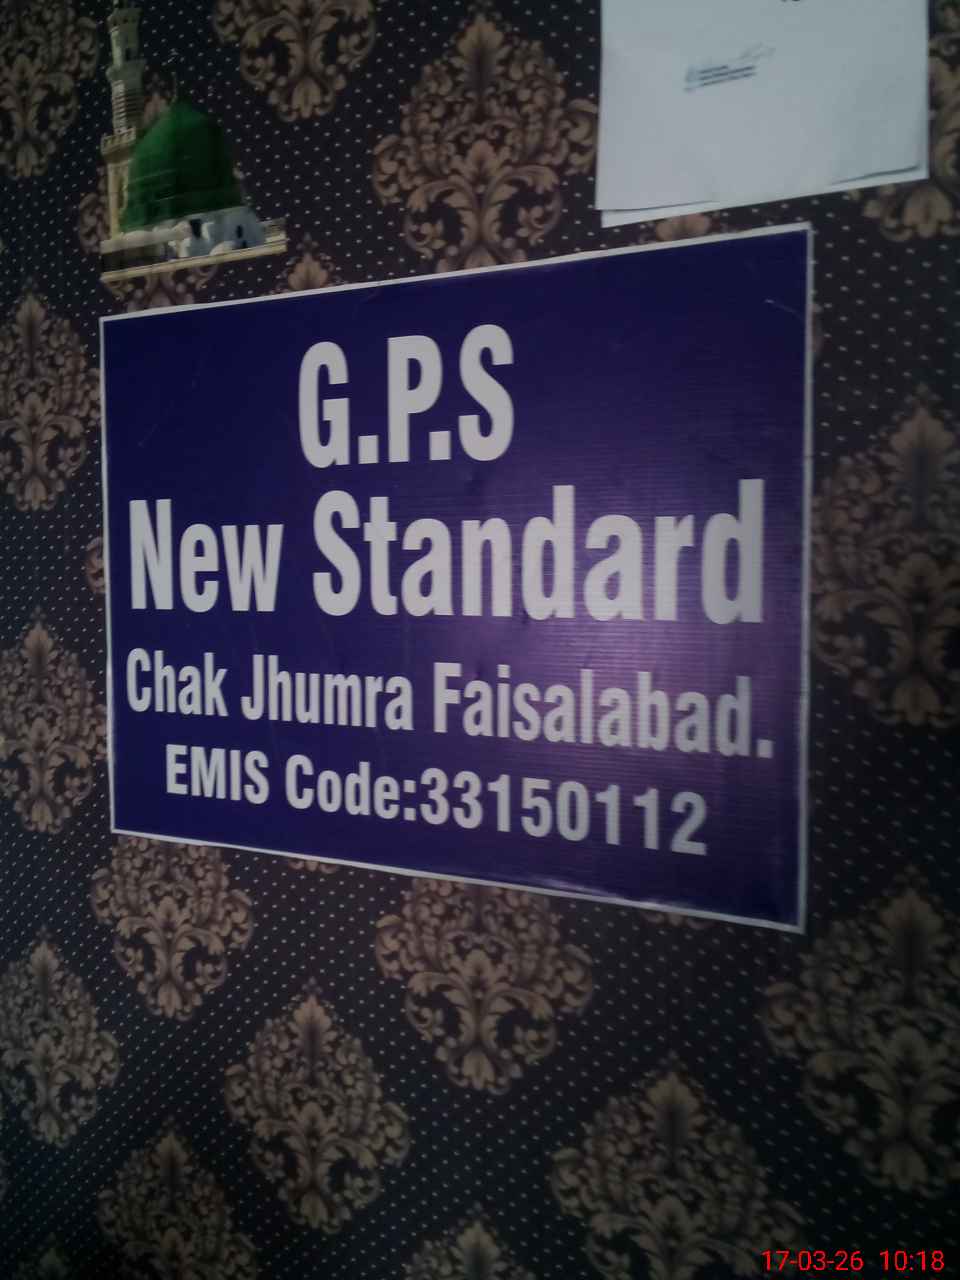 G.P.S
New Standard
Chak Jhumra Faisalabad.
EMIS Code:33150112
17-03-26 10:18